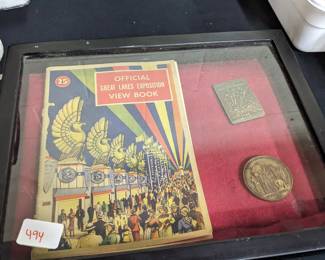 25¢
OFFICIAL
GREAT LAKES EXPOSITION
VIEW BOOK
494